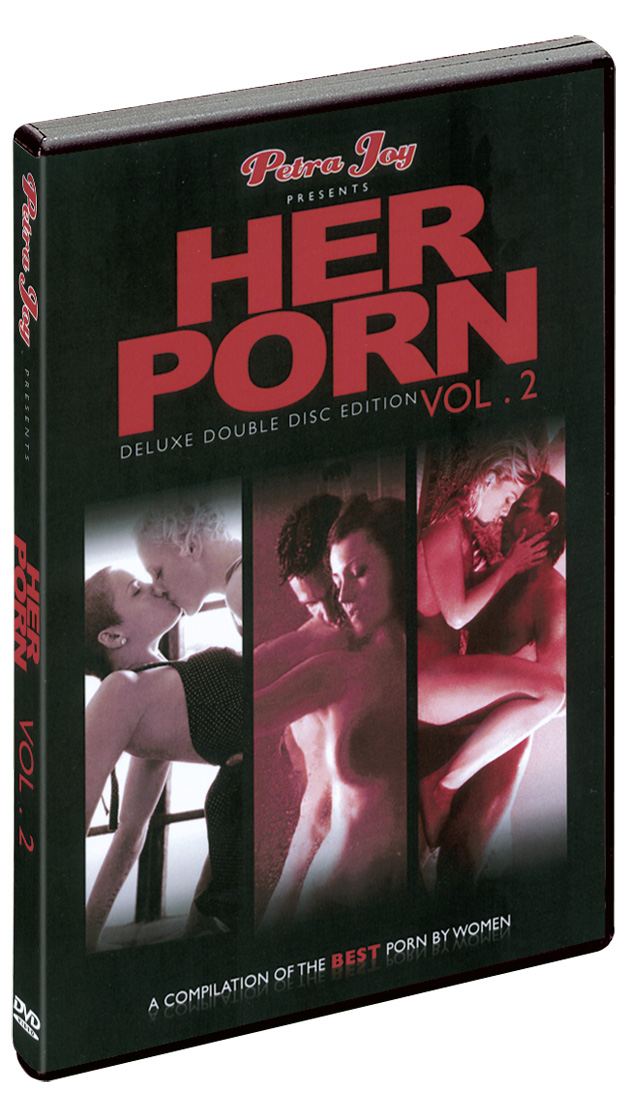 Petra Joy
PRESENTS
HER
PORN
DELUXE DOUBLE DISC EDITION
VOL . 2
A COMPILATION OF THE BEST PORN BY WOMEN
Petra Joy
PRESENTS
HER
PORN
VOL . 2
DVD
VIDEO